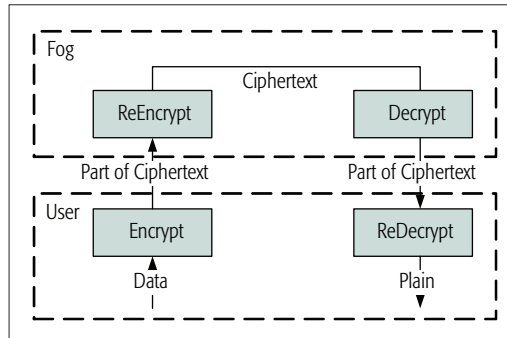 Fog
Ciphertext
ReEncrypt
Decrypt
Part of Ciphertext
Part of Ciphertext
User
Encrypt
ReDecrypt
Data
Plain